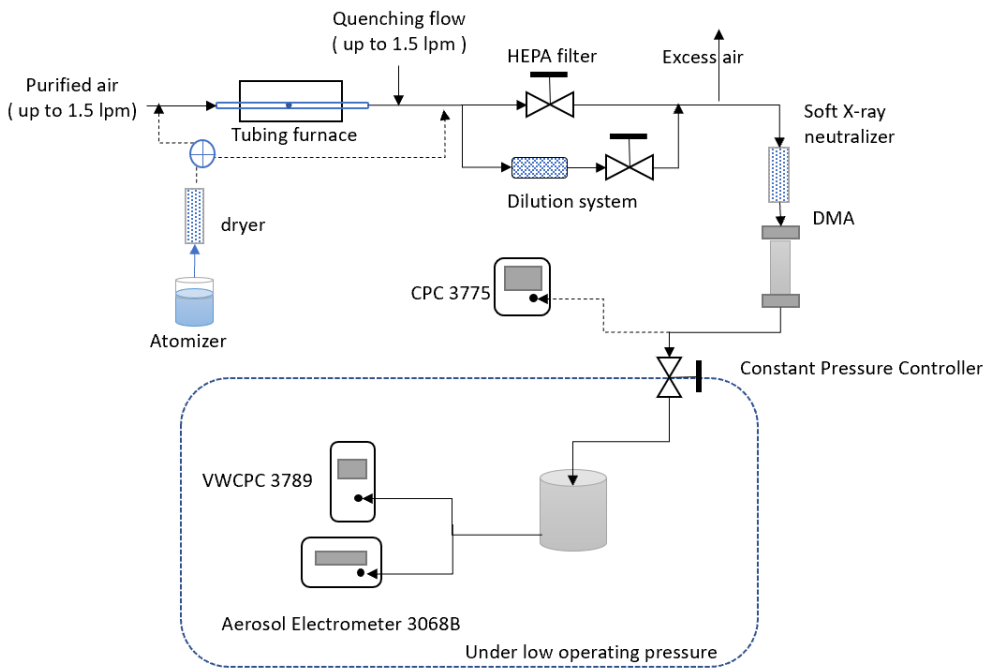 Quenching flow
( up to 1.5 lpm )
HEPA filter
Excess air
Purified air
( up to 1.5 lpm)
Tubing furnace
Soft X-ray
neutralizer
Dilution system
dryer
DMA
CPC 3775
Atomizer
Constant Pressure Controller
VWCPC 3789
Aerosol Electrometer 3068B
Under low operating pressure